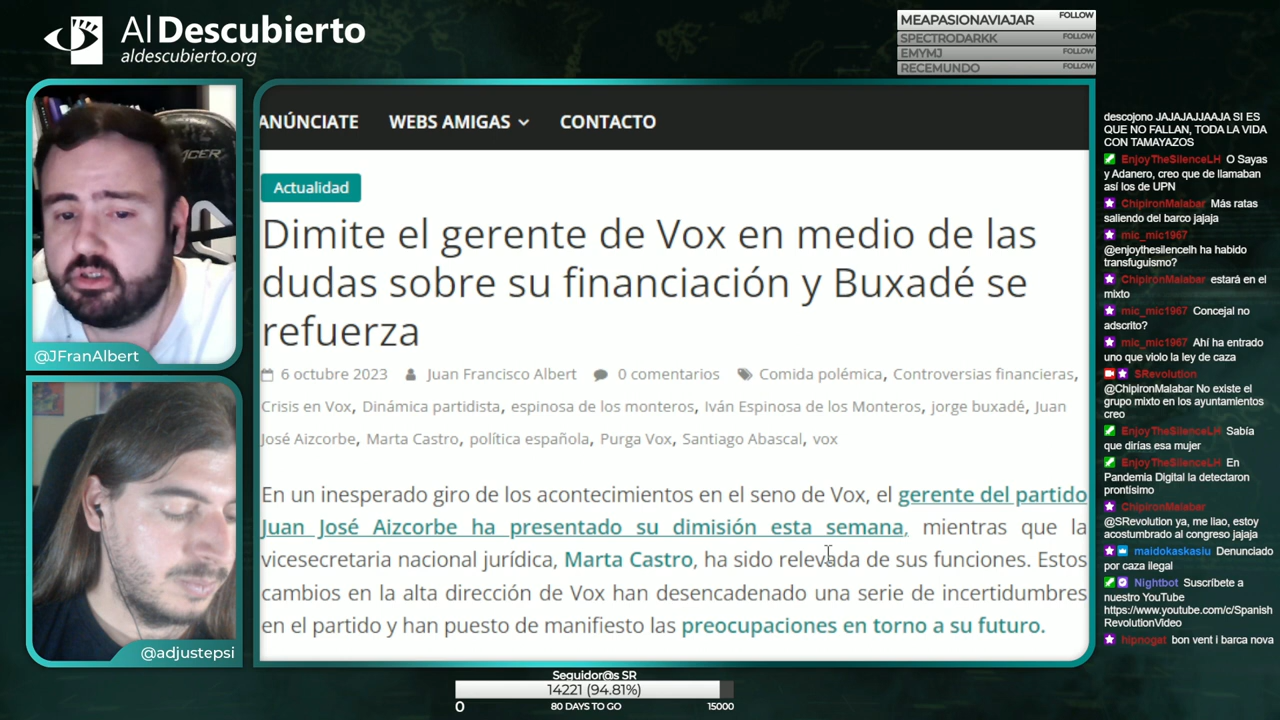 Al Descubierto
aldescubierto.org
MEAPASIONAVIAJAR FOLLOW
SPECTRODARKK FOLLOW
EMYMJ FOLLOW
RECEMUNDO FOLLOW
ACER
@JFranAlbert
@adjustepsi
ANÚNCIATE WEBS AMIGAS CONTACTO
Actualidad
Dimite el gerente de Vox en medio de las
dudas sobre su financiación y Buxadé se
refuerza
6 octubre 2023 Juan Francisco Albert 0 comentarios Comida polémica, Controversias financieras,
Crisis en Vox, Dinámica partidista, espinosa de los monteros, Iván Espinosa de los Monteros, jorge buxadé, Juan
José Aizcorbe, Marta Castro, política española, Purga Vox, Santiago Abascal, vox
En un inesperado giro de los acontecimientos en el seno de Vox, el gerente del partido
Juan José Aizcorbe ha presentado su dimisión esta semana, mientras que la
vicesecretaria nacional jurídica, Marta Castro, ha sido relevada de sus funciones. Estos
cambios en la alta dirección de Vox han desencadenado una serie de incertidumbres
en el partido y han puesto de manifiesto las preocupaciones en torno a su futuro.
descojono JAJAJAJJAAJA SI ES
QUE NO FALLAN, TODA LA VIDA
CON TAMAYAZOS
EnjoyTheSilenceLH O Sayas
y Adanero, creo que de llamaban
así los de UPN
ChipironMalabar Más ratas
saliendo del barco jajaja
mic_mic1967
@enjoythesilencelh ha habido
transfuguismo?
ChipironMalabar estará en el
mixto
mic_mic1967 Concejal no
adscrito?
mic_mic1967 Ahí ha entrado
uno que violo la ley de caza
SRevolution
@ChipironMalabar No existe el
grupo mixto en los ayuntamientos
creo
EnjoyTheSilenceLH Sabía
que dirías esa mujer
EnjoyTheSilenceLH En
Pandemia Digital la detectaron
prontísimo
ChipironMalabar
@SRevolution ya, me liao, estoy
acostumbrado al congreso jajaja
maidokaskasiu Denunciado
por caza ilegal
Nightbot Suscríbete a
nuestro YouTube
https://www.youtube.com/c/Spanish
RevolutionVideo
hipnogat bon vent i barca nova
Seguidor@s SR
14221 (94.81%)
0 80 DAYS TO GO 15000